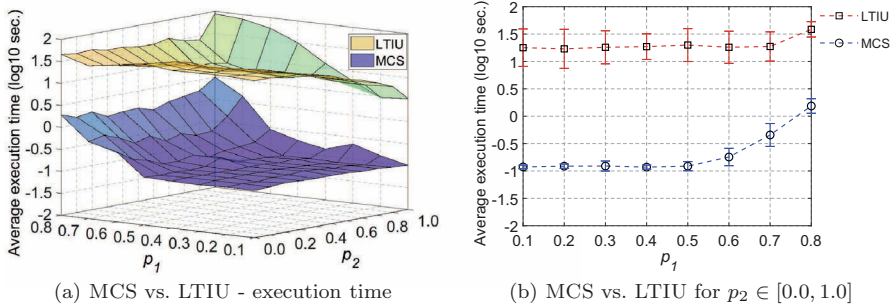 Average execution time (log10 sec.)
2
1.5
1
0.5
0
-0.5
-1
-1.5
-2
LTIU
MCS
0.8 0.7 0.6 0.5 0.4 0.3 0.2 0.1
p1
0.0 0.2 0.4 0.6 0.8 1.0
p2
(a) MCS vs. LTIU - execution time
Average execution time (log10 sec.)
2
1.5
1
0.5
0
-0.5
-1
-1.5
-2
0.1 0.2 0.3 0.4 0.5 0.6 0.7 0.8
p1
LTIU
MCS
(b) MCS vs. LTIU for p2 ∈ [0.0, 1.0]